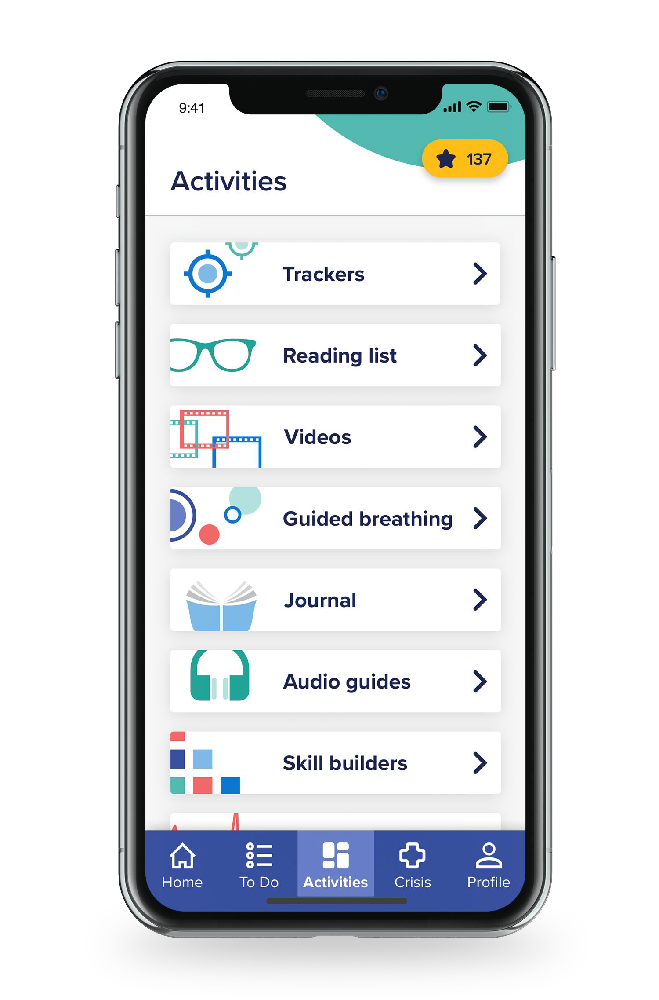 9:41
137
Activities
Trackers
Reading list
Videos
Guided breathing
Journal
Audio guides
Skill builders
Home
To Do
Activities
Crisis
Profile